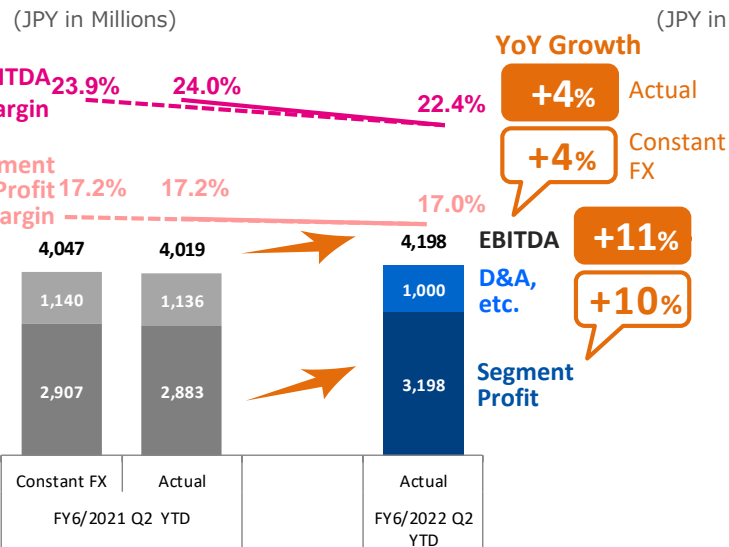 (JPY in Millions)
(JPY in
YoY Growth
+4%
Actual
+4%
Constant
FX
23.9%
24.0%
22.4%
17.2%
17.2%
17.0%
4,047
4,019
4,198
EBITDA
+11%
1,140
1,136
1,000
D&A,
etc.
+10%
2,907
2,883
3,198
Segment
Profit
Constant FX
Actual
Actual
FY6/2021 Q2 YTD
FY6/2022 Q2
YTD
Profit